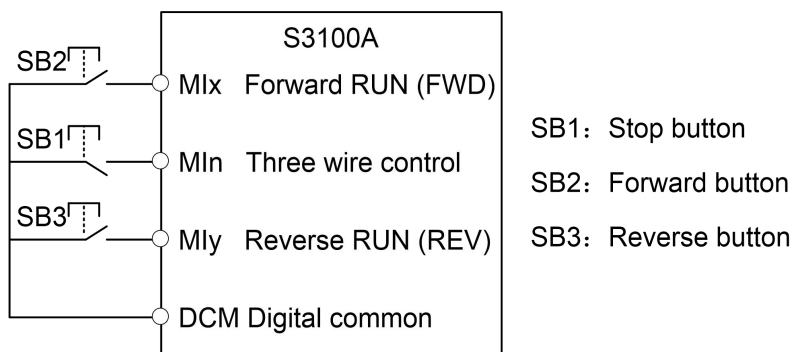 S3100A
SB2
MIx Forward RUN (FWD)
SB1
MIn Three wire control
SB3
MIy Reverse RUN (REV)
DCM Digital common
SB1：Stop button
SB2：Forward button
SB3：Reverse button